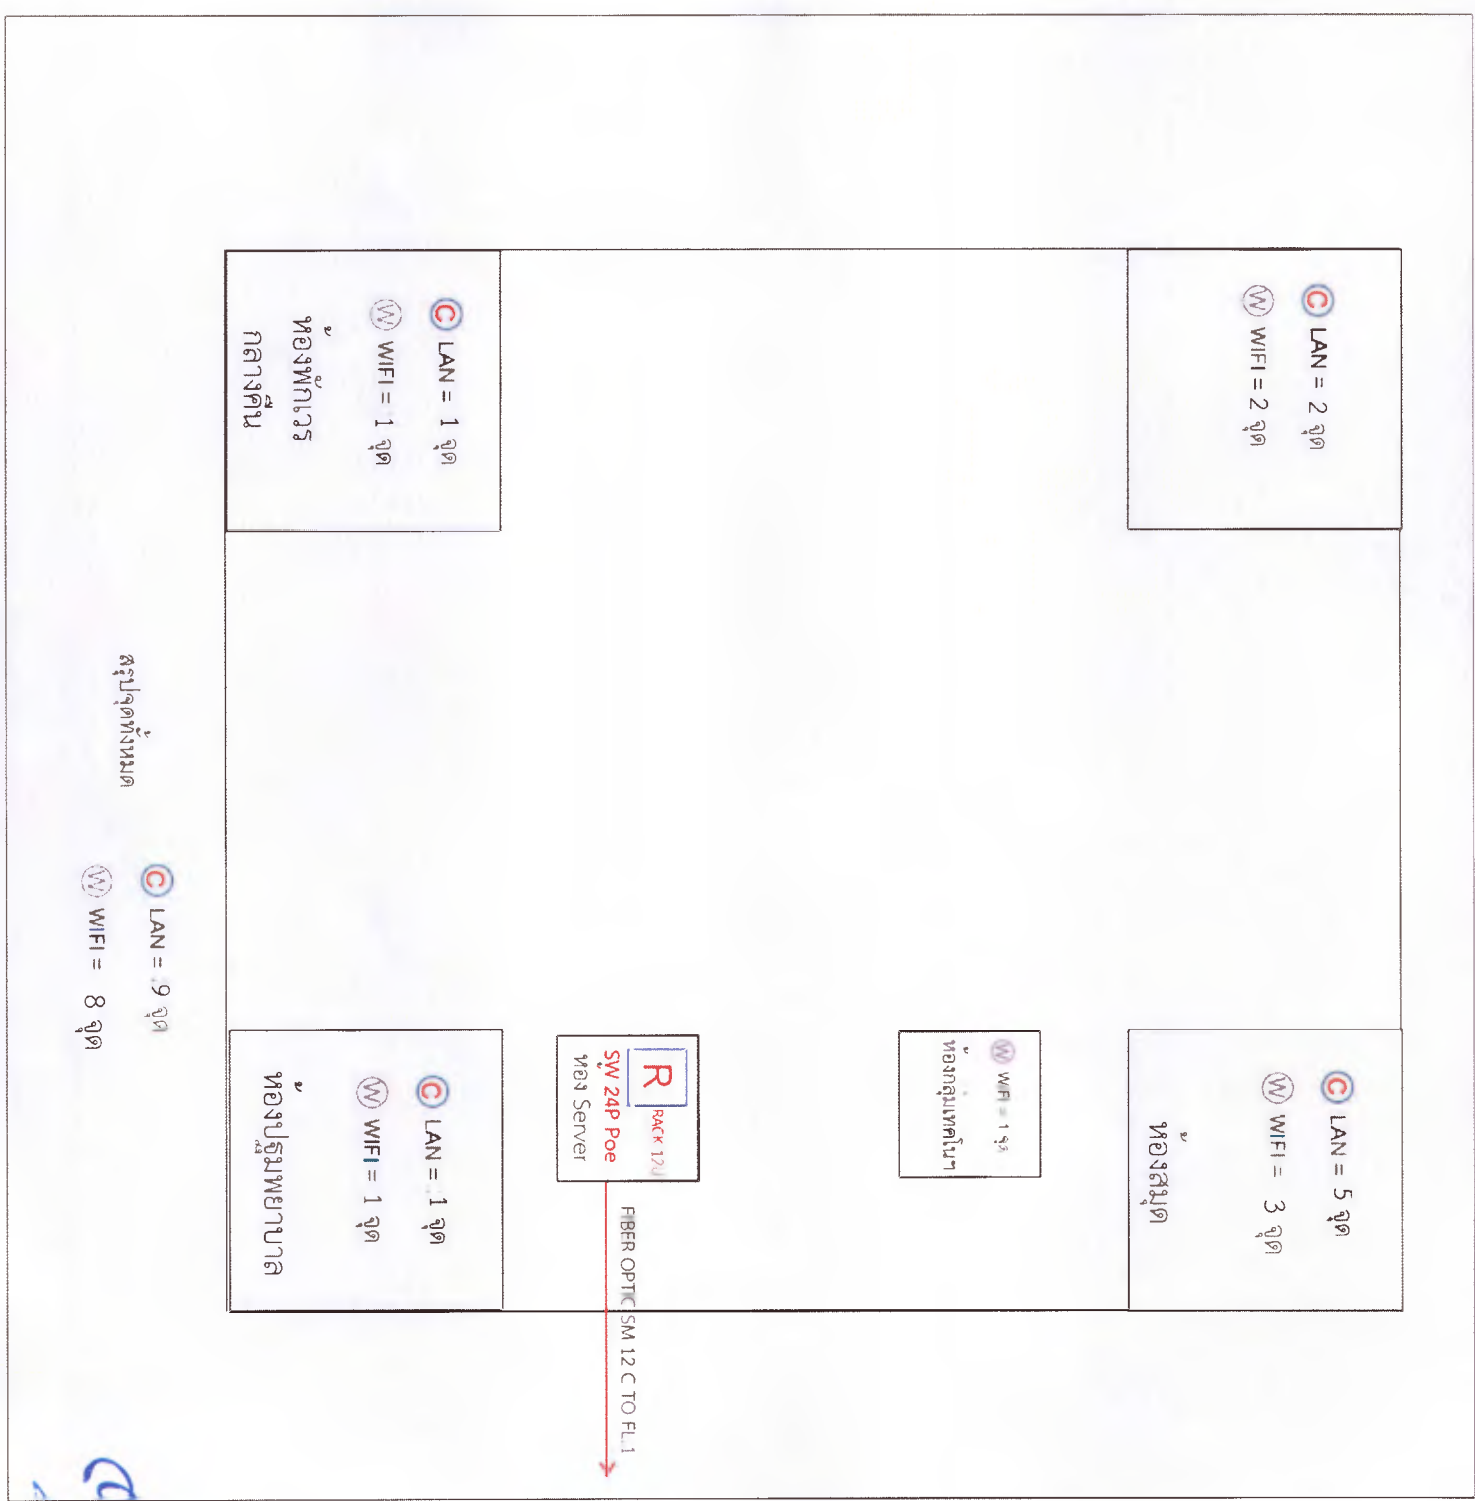 LAN = 1 จุด
WIFI = 1 จุด
ห้องพักเวร
กลางคืน
LAN = 2 จุด
WIFI = 2 จุด
LAN = 1 จุด
WIFI = 1 จุด
ห้องปฐมพยาบาล
R
RACK 12U
SW 24P Poe
ห้อง Server
FIBER OPTIC SM 12 C TO FL.1
WIFI = 1 จุด
ห้องกลุ่มเทคโนฯ
LAN = 5 จุด
WIFI = 3 จุด
ห้องสมุด
สรุปจุดทั้งหมด
LAN = 9 จุด
WIFI = 8 จุด